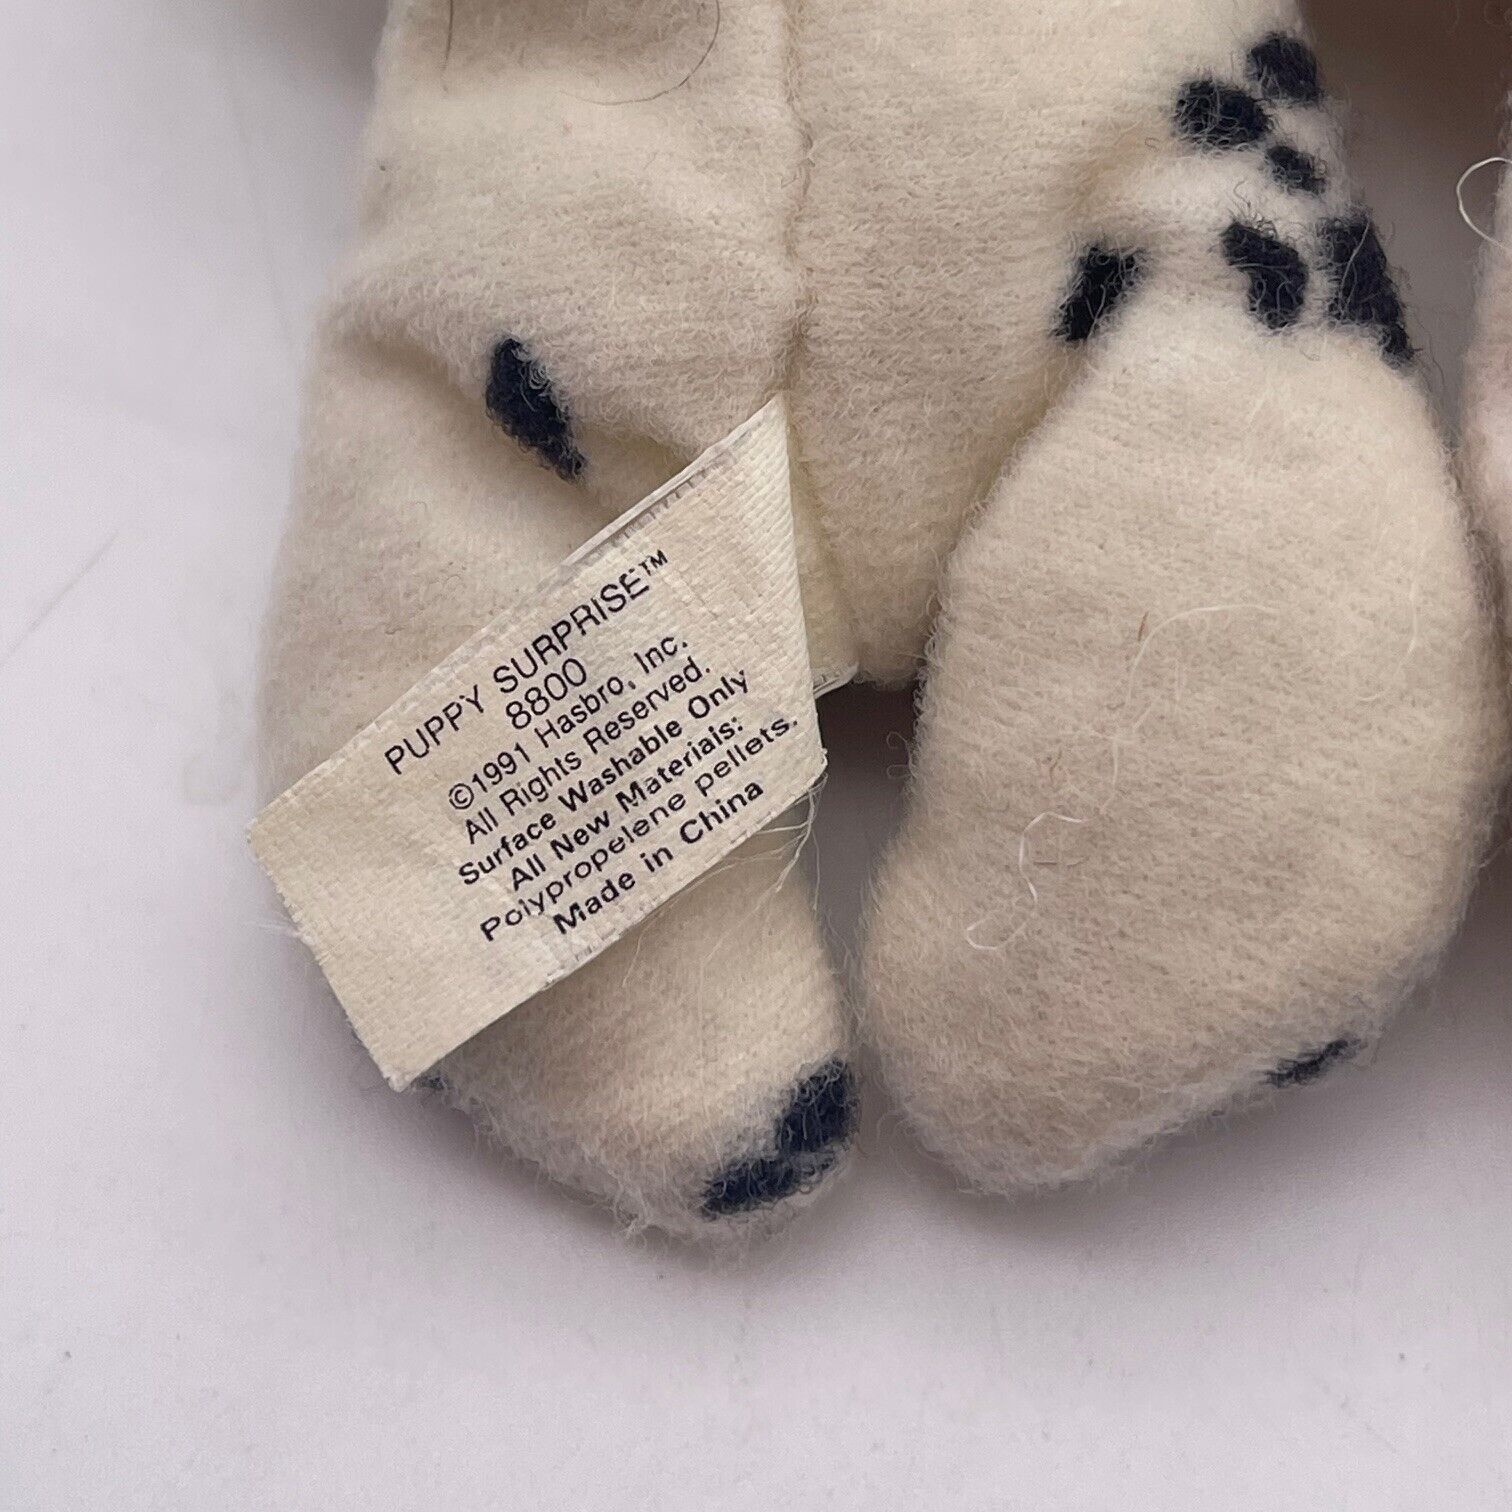 PUPPY SURPRISE™
8800
©1991 Hasbro, Inc.
All Rights Reserved.
Surface Washable Only
All New Materials:
Polypropelene pellets.
Made in China